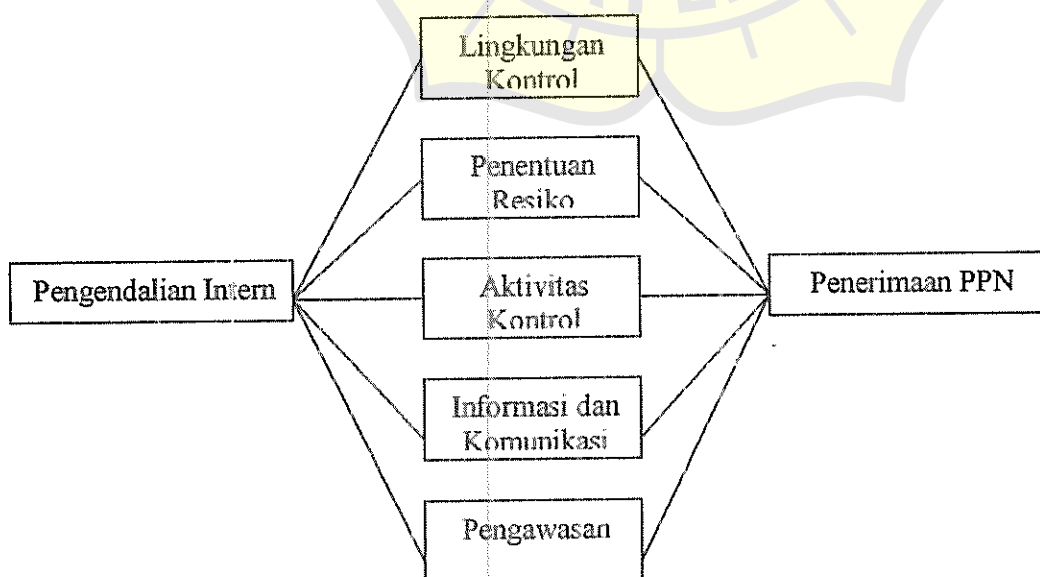 Lingkungan
Kontrol
Penentuan
Resiko
Pengendalian Intern
Aktivitas
Kontrol
Penerimaan PPN
Informasi dan
Komunikasi
Pengawasan